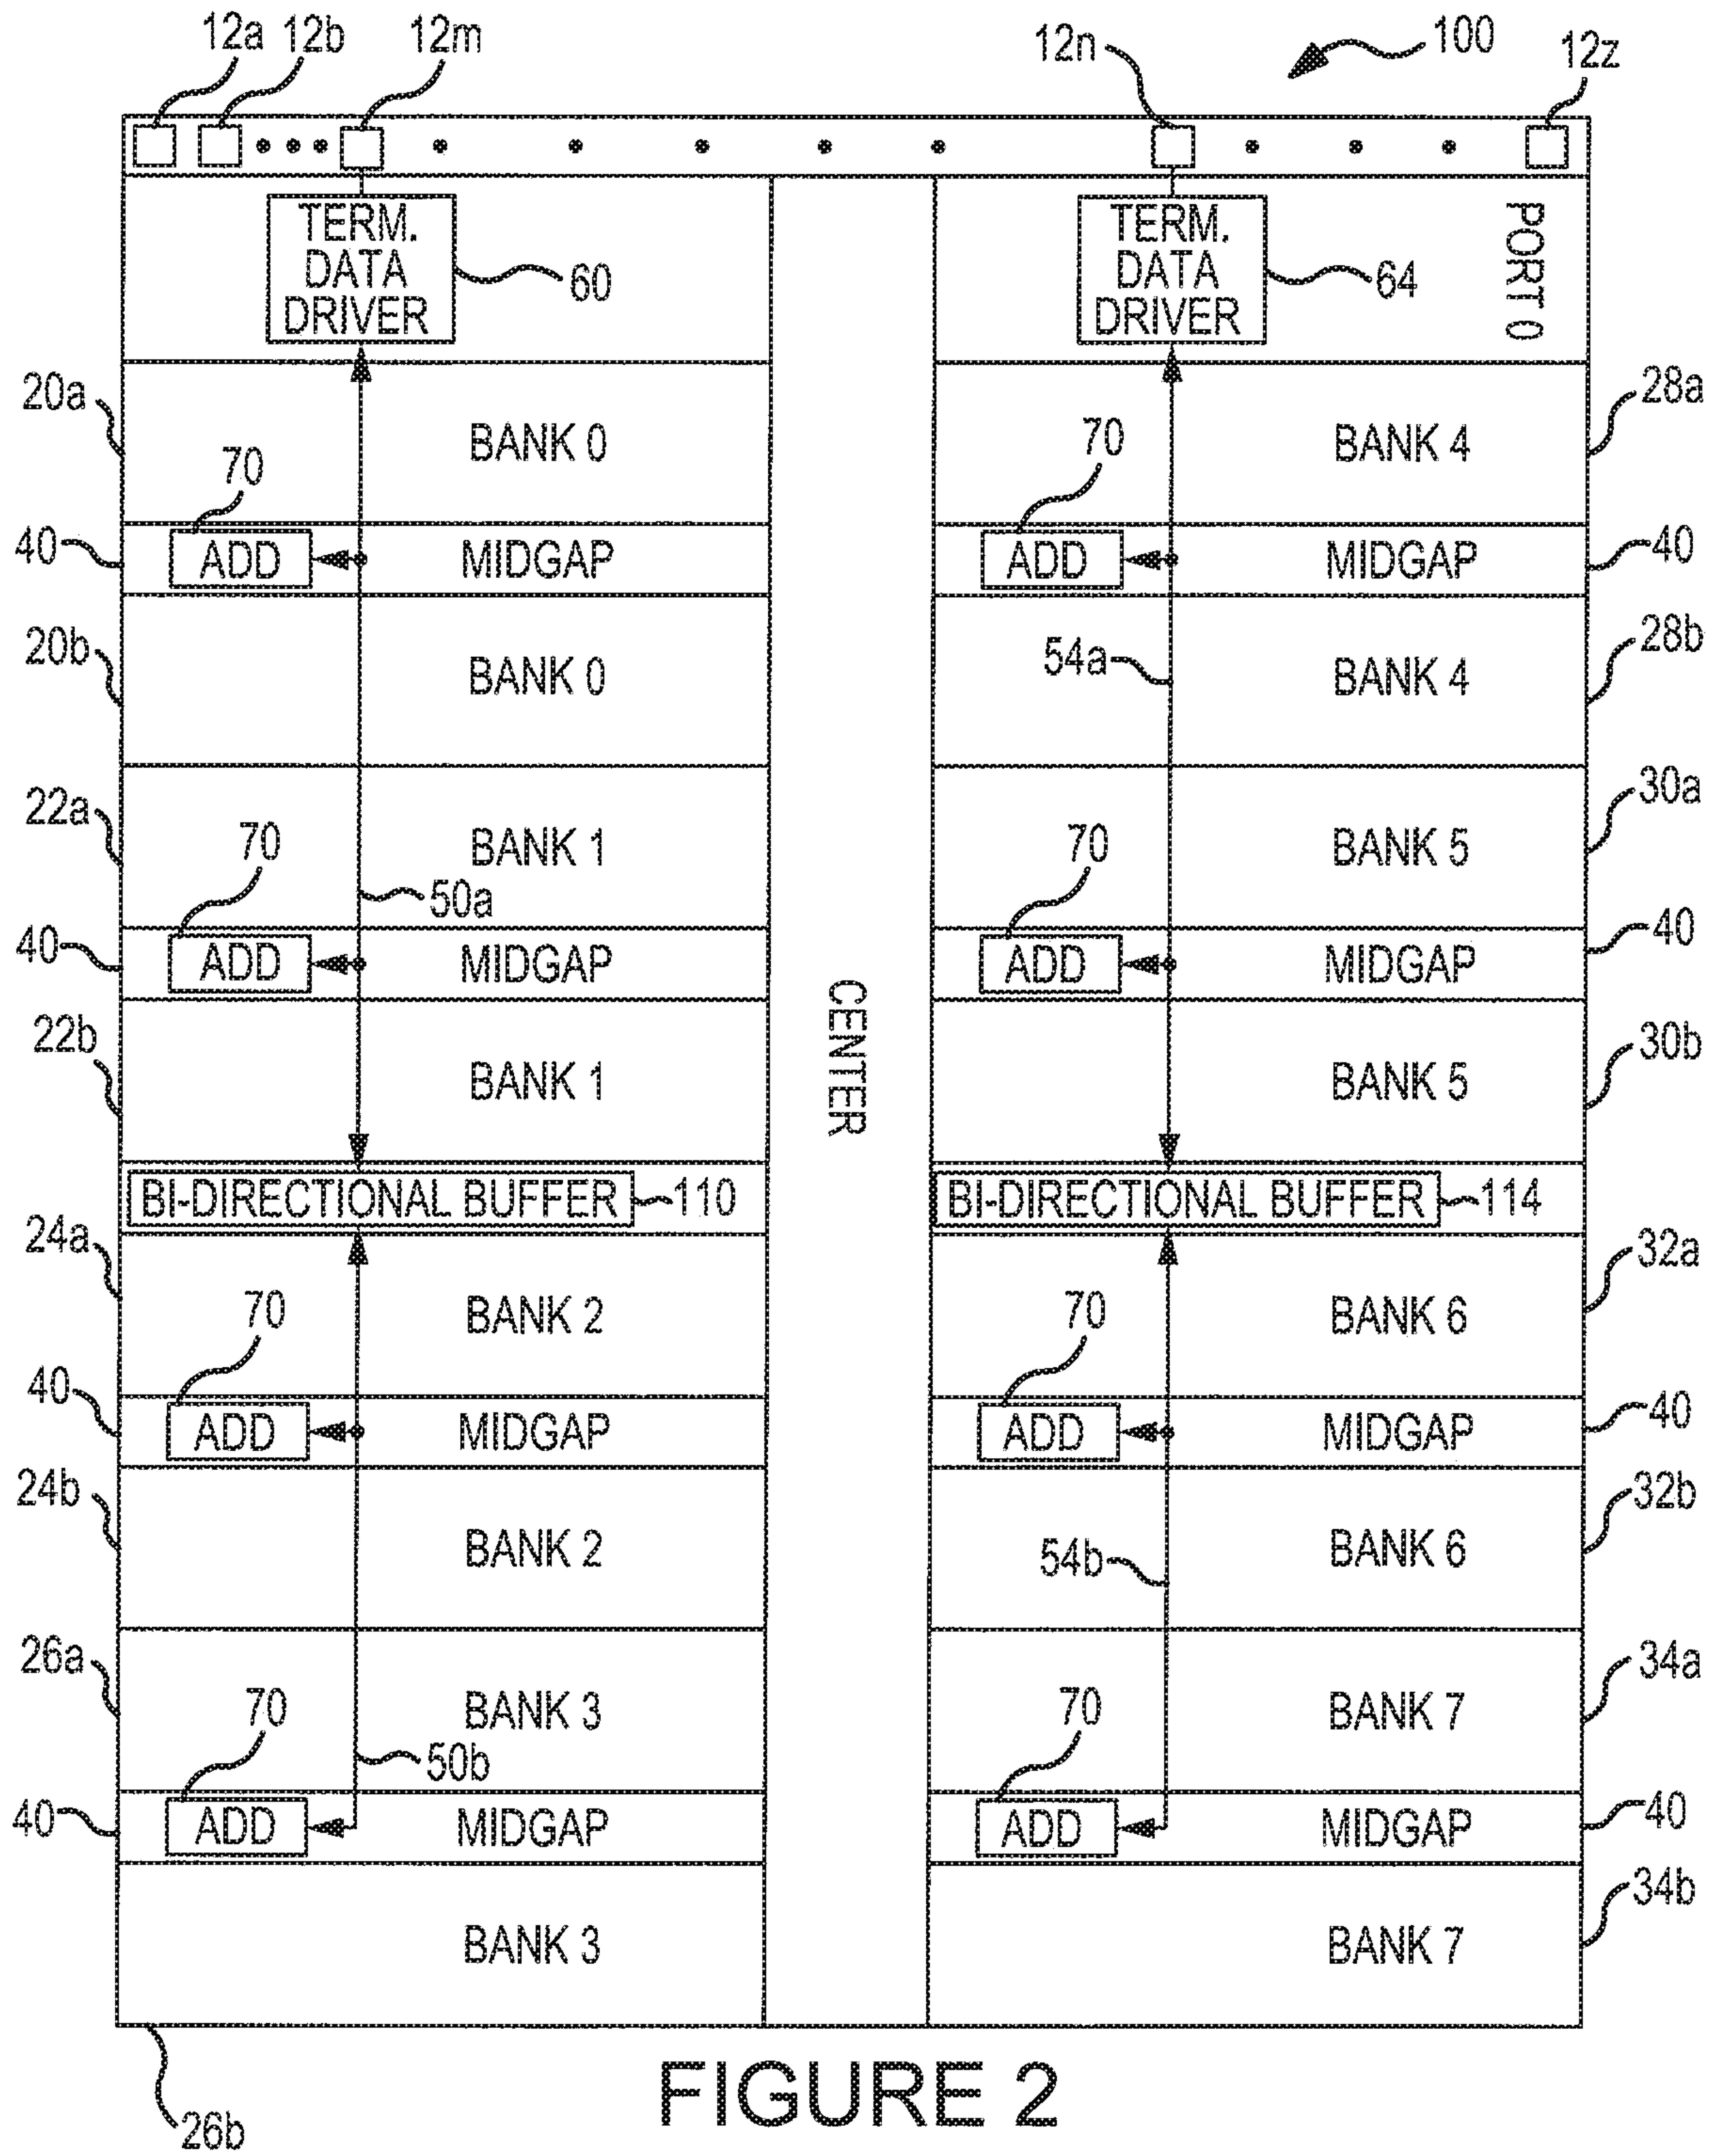 12a 12b 12m 12n 100 12z
TERM. DATA DRIVER 60
TERM. DATA DRIVER 64
PORT 0
20a BANK 0 BANK 4 28a
70 70
40 ADD MIDGAP ADD MIDGAP 40
20b BANK 0 54a BANK 4 28b
22a 70 BANK 1 70 BANK 5 30a
50a
40 ADD MIDGAP ADD MIDGAP 40
CENTER
22b BANK 1 BANK 5 30b
BI-DIRECTIONAL BUFFER 110 BI-DIRECTIONAL BUFFER 114
24a 70 BANK 2 70 BANK 6 32a
40 ADD MIDGAP ADD MIDGAP 40
24b BANK 2 54b BANK 6 32b
26a 70 BANK 3 70 BANK 7 34a
50b
40 ADD MIDGAP ADD MIDGAP 40
BANK 3 BANK 7 34b
26b
FIGURE 2